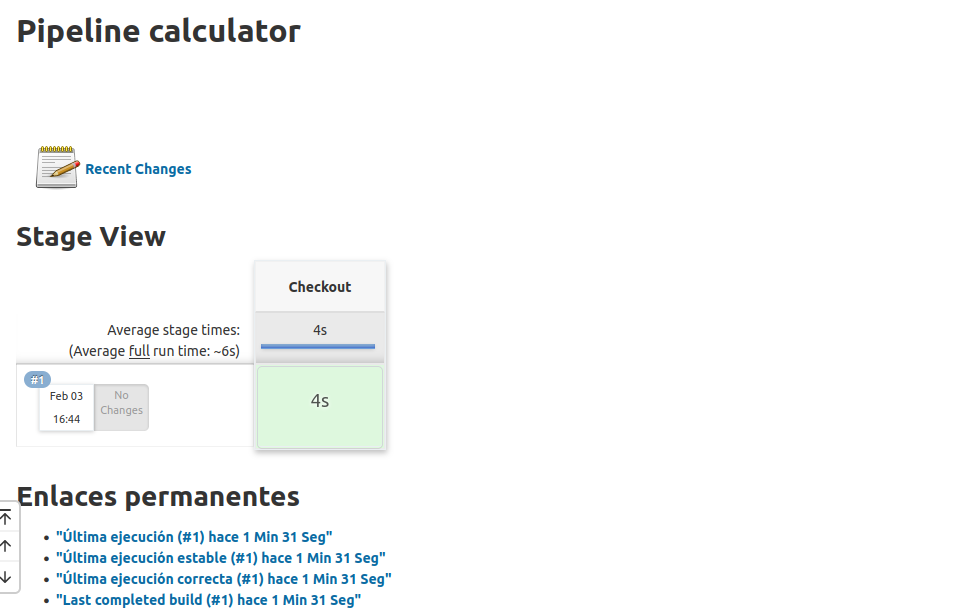 Pipeline calculator
Recent Changes
Stage View
Checkout
Average stage times:
4s
(Average full run time: ~6s)
#1
Feb 03
16:44
No
Changes
4s
Enlaces permanentes
"Última ejecución (#1) hace 1 Min 31 Seg"
"Última ejecución estable (#1) hace 1 Min 31 Seg"
"Última ejecución correcta (#1) hace 1 Min 31 Seg"
"Last completed build (#1) hace 1 Min 31 Seg"